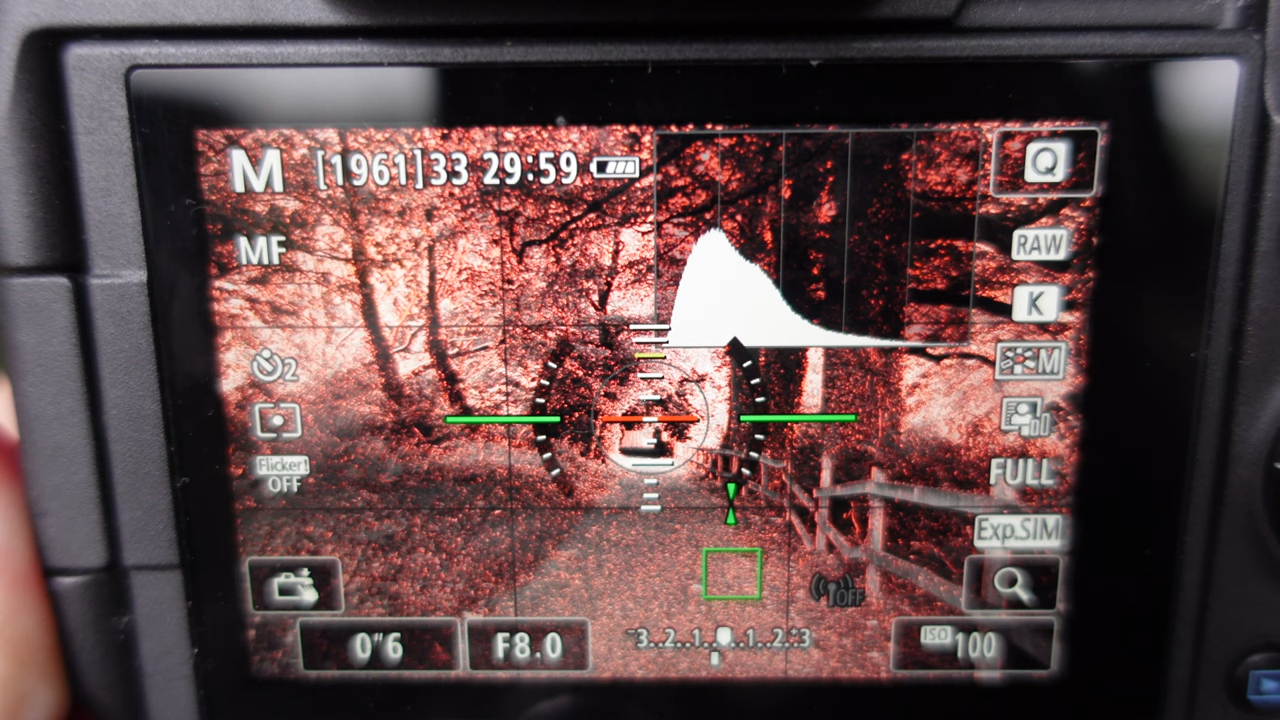 M [1961]33 29:59 Q
MF RAW
K
2 M
Flicker!
OFF FULL
Exp.SIM
OFF
0"6 F8.0 -3..2..1..●..1..2..+3 ISO 100